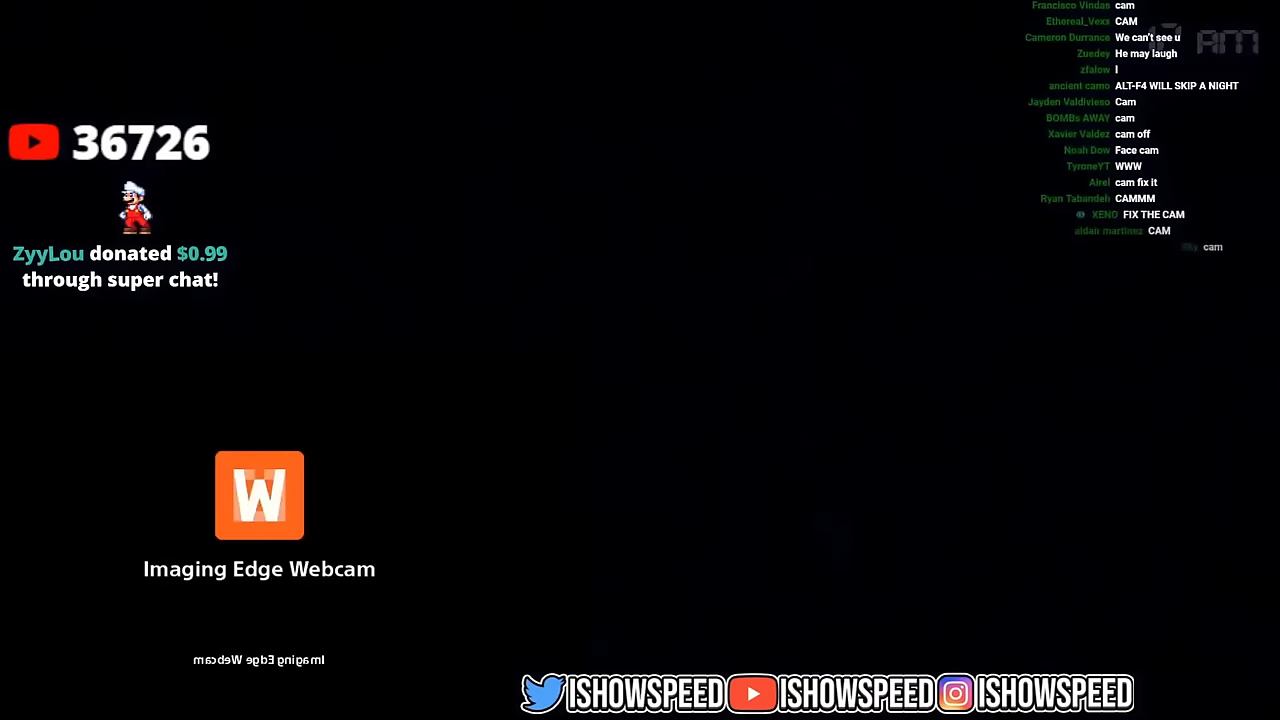 Francisco Vindas cam
Ethereal_Vexx CAM
Cameron Durrance We can't see u
12 AM
Zuedey He may laugh
zfalow I
ancient camo ALT-F4 WILL SKIP A NIGHT
Jayden Valdivieso Cam
BOMBs AWAY cam
Xavier Valdez cam off
Noah Dow Face cam
TyroneYT WWW
Airel cam fix it
Ryan Tabandeh CAMMM
XENO FIX THE CAM
aidan martinez CAM
cam
36726
ZyyLou donated $0.99
through super chat!
W
Imaging Edge Webcam
Imaging Edge Webcam
ISHOWSPEED ISHOWSPEED ISHOWSPEED